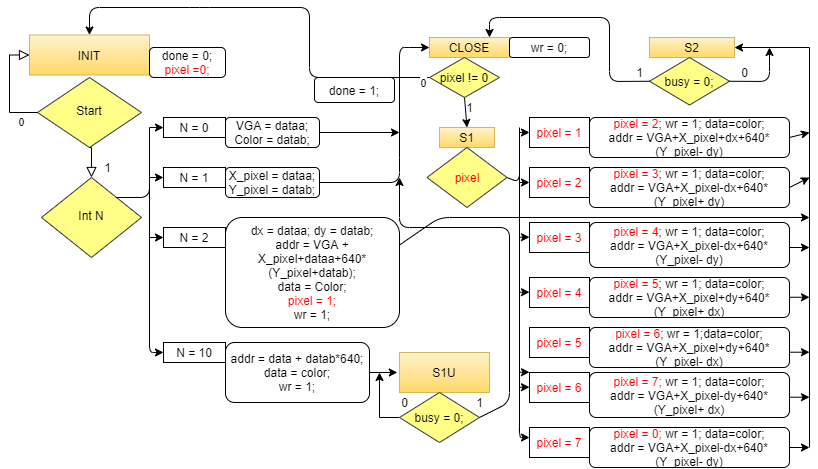 INIT
done = 0;
pixel =0;
Start
0
1
Int N
N = 0
VGA = dataa;
Color = datab;
N = 1
X_pixel = dataa;
Y_pixel = datab;
N = 2
dx = dataa; dy = datab;
addr = VGA +
X_pixel+dataa+640*
(Y_pixel+datab);
data = Color;
pixel = 1;
wr = 1;
N = 10
addr = data + datab*640;
data = color;
wr = 1;
S1U
busy = 0;
0
1
done = 1;
CLOSE
wr = 0;
pixel != 0
0
1
S1
pixel
S2
busy = 0;
1
0
pixel = 1
pixel = 2; wr = 1; data=color;
addr = VGA+X_pixel+dx+640*
(Y_pixel- dy)
pixel = 2
pixel = 3; wr = 1; data=color;
addr = VGA+X_pixel-dx+640*
(Y_pixel+ dy)
pixel = 3
pixel = 4; wr = 1; data=color;
addr = VGA+X_pixel-dx+640*
(Y_pixel- dy)
pixel = 4
pixel = 5; wr = 1; data=color;
addr = VGA+X_pixel+dy+640*
(Y_pixel+ dx)
pixel = 5
pixel = 6; wr = 1;data=color;
addr = VGA+X_pixel+dy+640*
(Y_pixel- dx)
pixel = 6
pixel = 7; wr = 1; data=color;
addr = VGA+X_pixel-dy+640*
(Y_pixel+ dx)
pixel = 7
pixel = 0; wr = 1; data=color;
addr = VGA+X_pixel-dx+640*
(Y_pixel- dy)